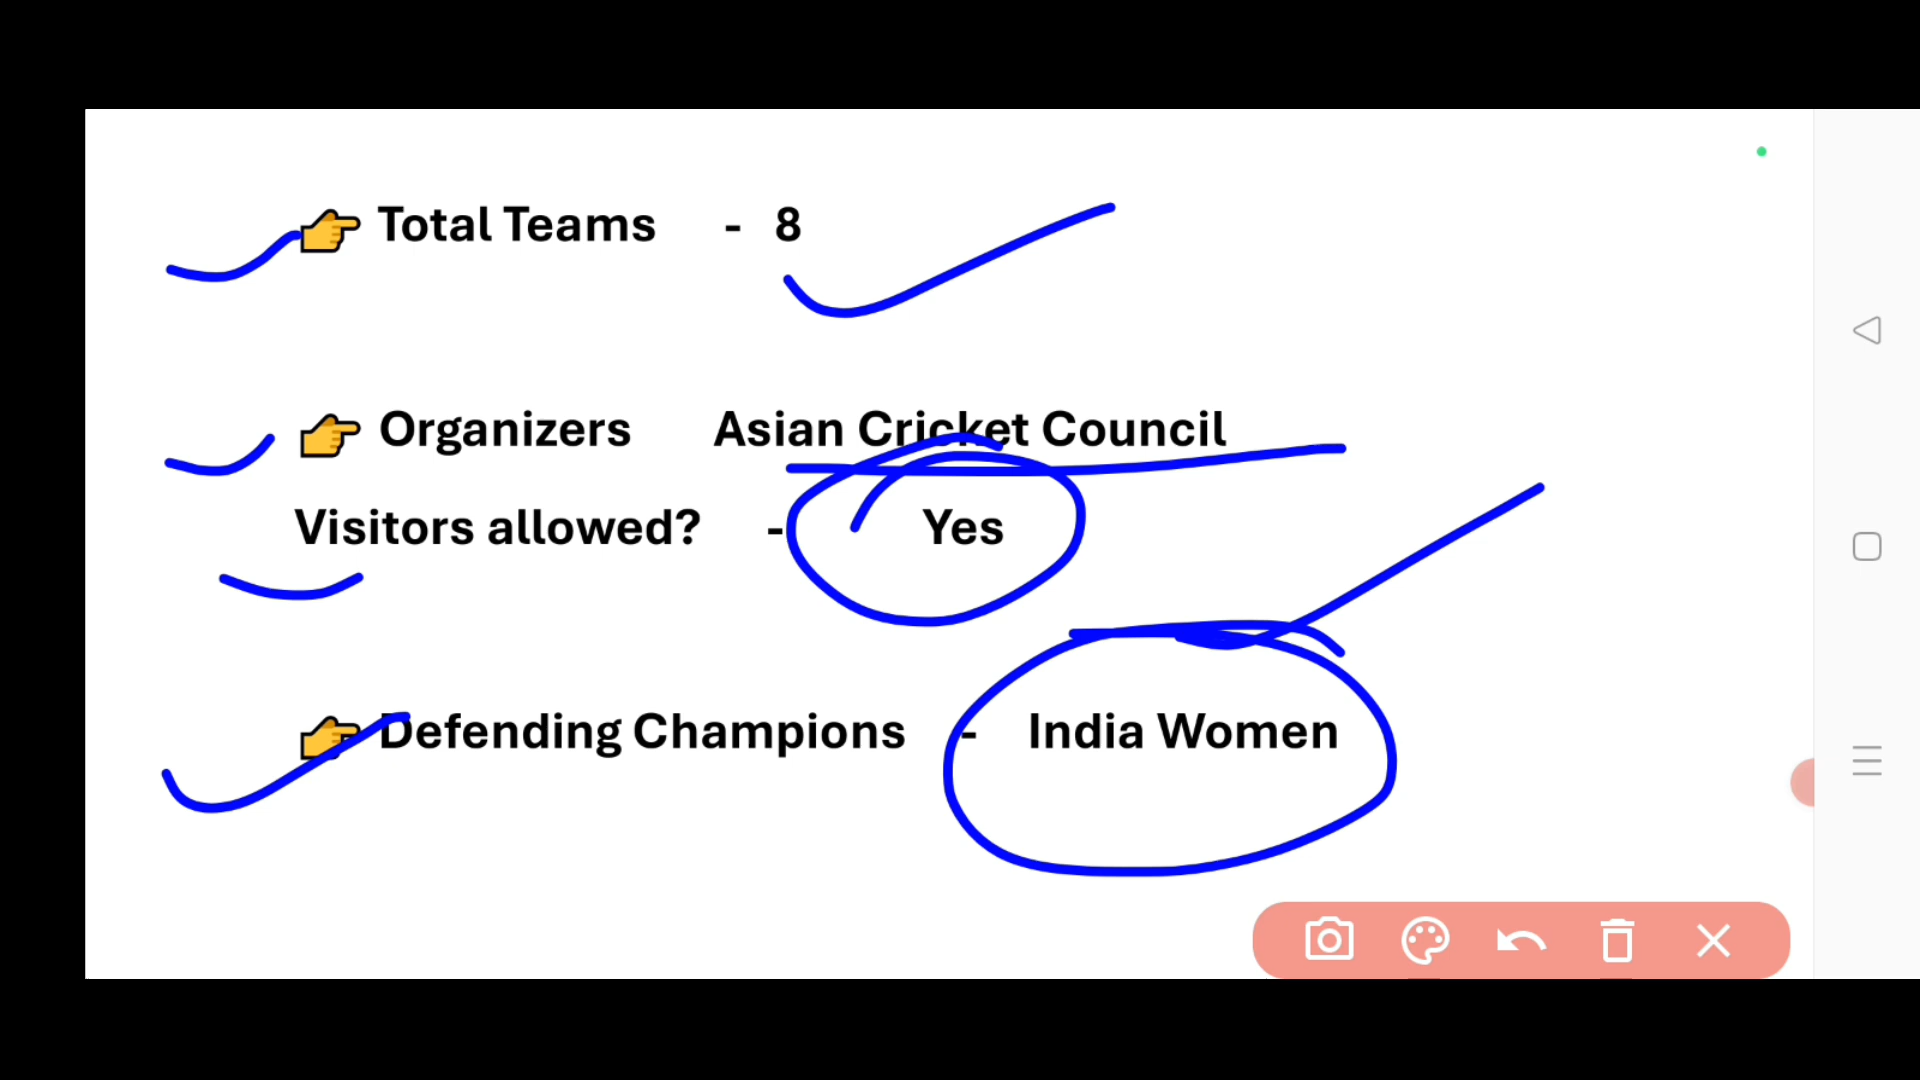 👉 Total Teams - 8
👉 Organizers Asian Cricket Council
Visitors allowed? - Yes
👉 Defending Champions - India Women